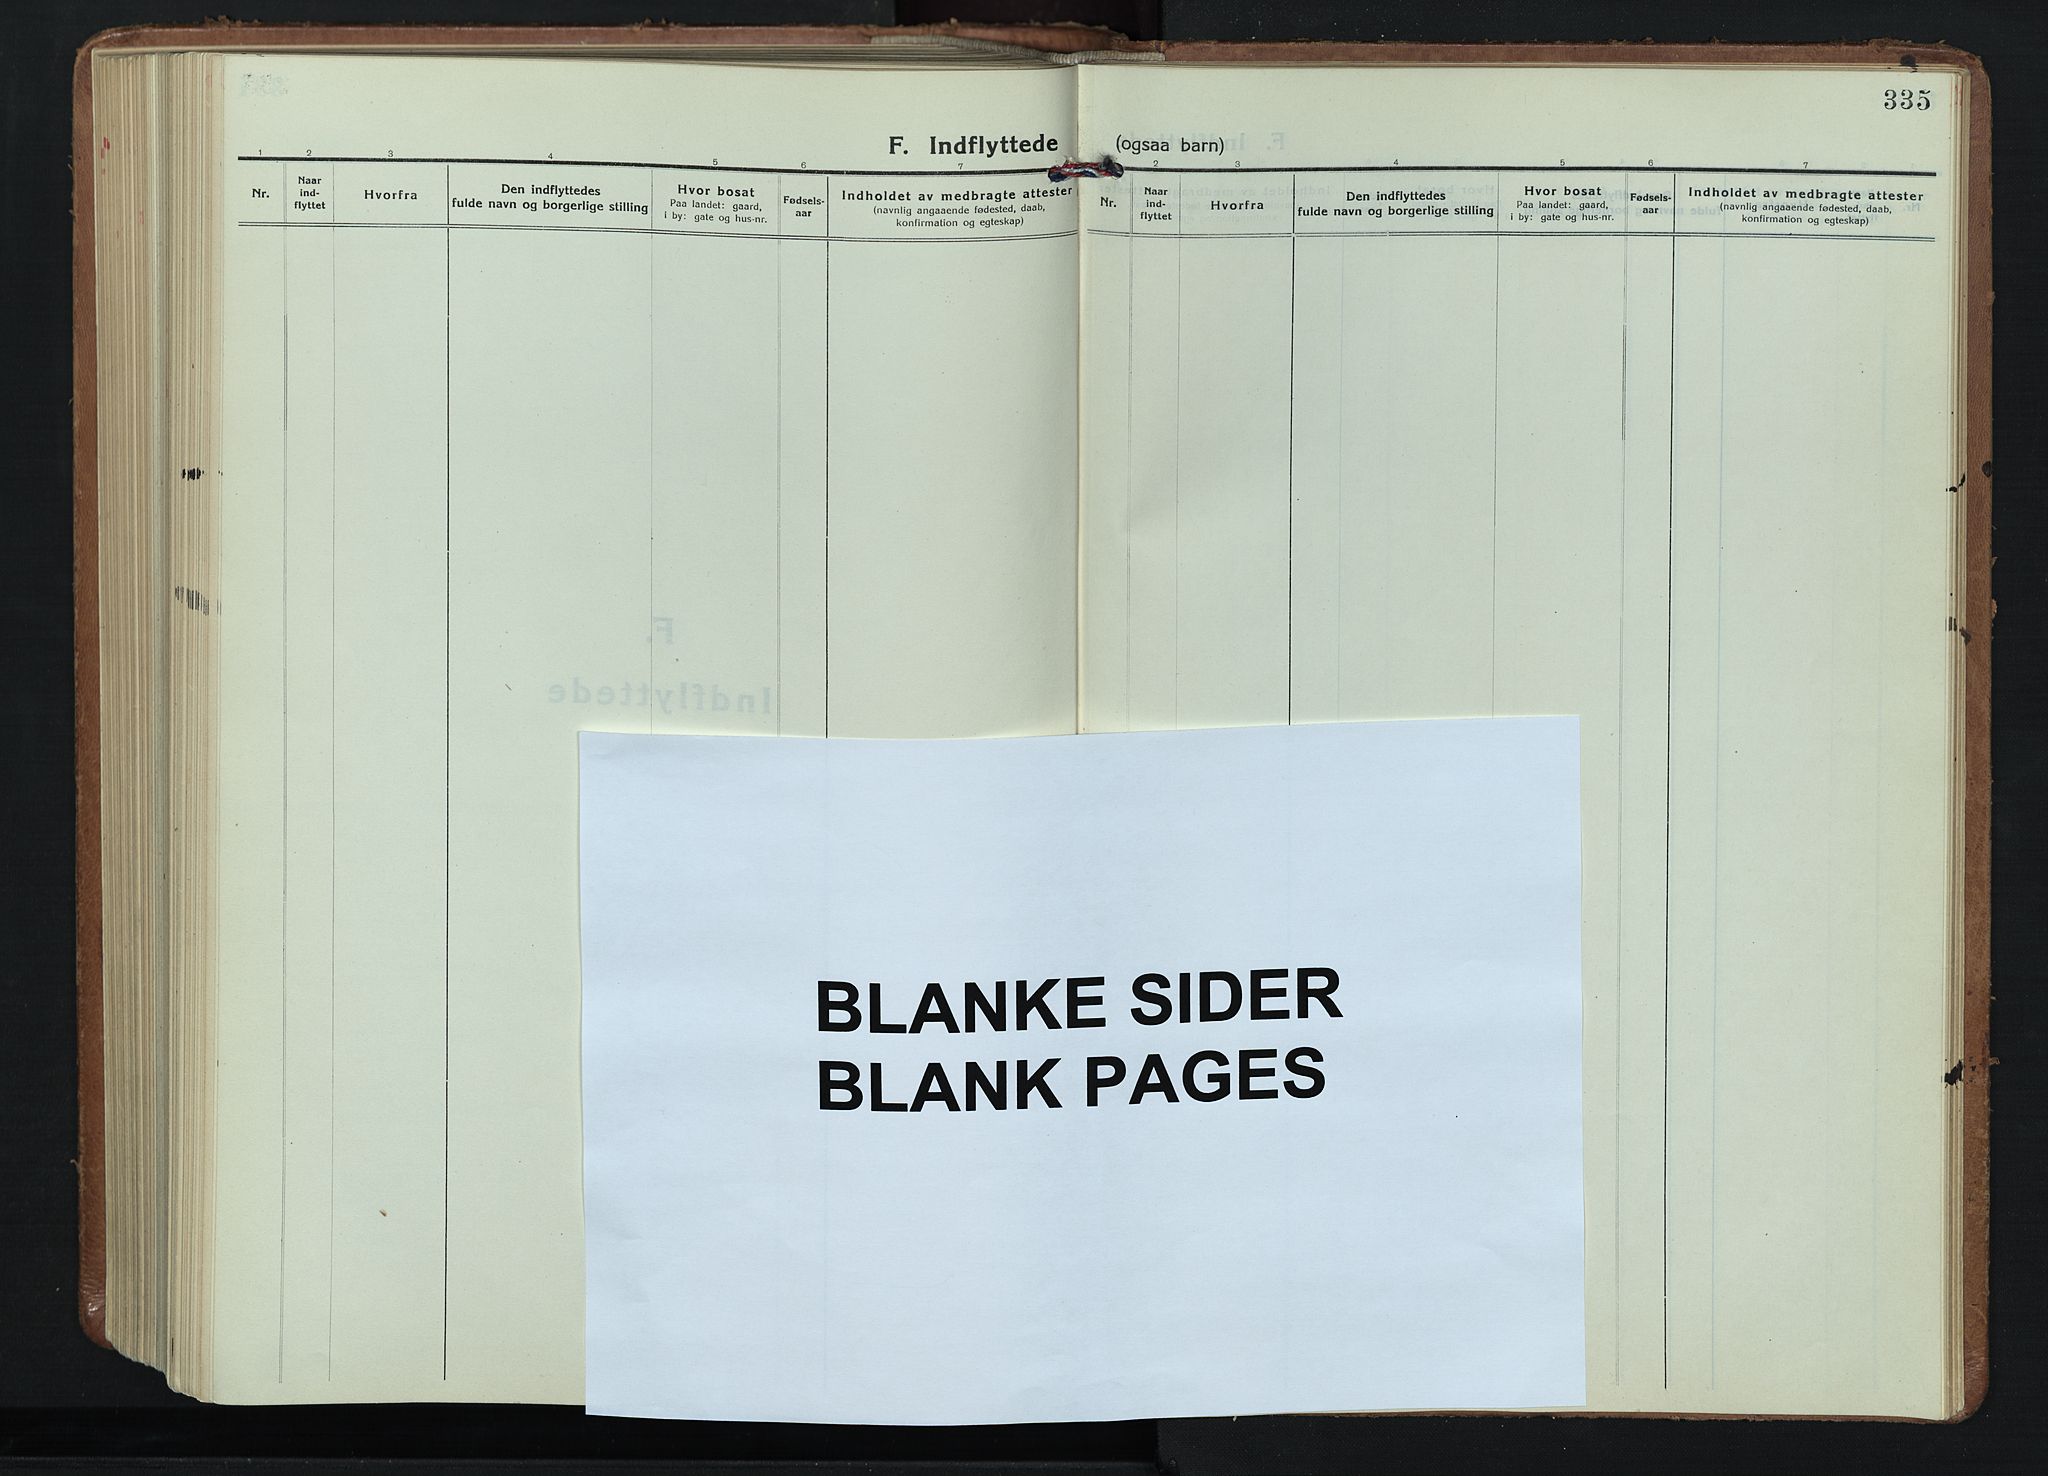 335
F. Indflyttede (ogsaa barn)
1 2 3 4 5 6 7
Nr.
Naar ind-flyttet
Hvorfra
Den indflyttedes
fulde navn og borgerlige stilling
Hvor bosat
Paa landet: gaard,
i by: gate og hus-nr.
Fødsels-
aar
Indholdet av medbragte attester
(navnlig angaaende fødested, daab,
konfirmation og egteskap)
2 3 4 5 6 7
Nr.
Naar
ind-
flyttet
Hvorfra
Den indflyttedes
fulde navn og borgerlige stilling
Hvor bosat
Paa landet: gaard,
i by: gate og hus-nr.
Fødsels-
aar
Indholdet av medbragte attester
(navnlig angaaende fødested, daab,
konfirmation og egteskap)
F.
Indflyttede
BLANKE SIDER
BLANK PAGES